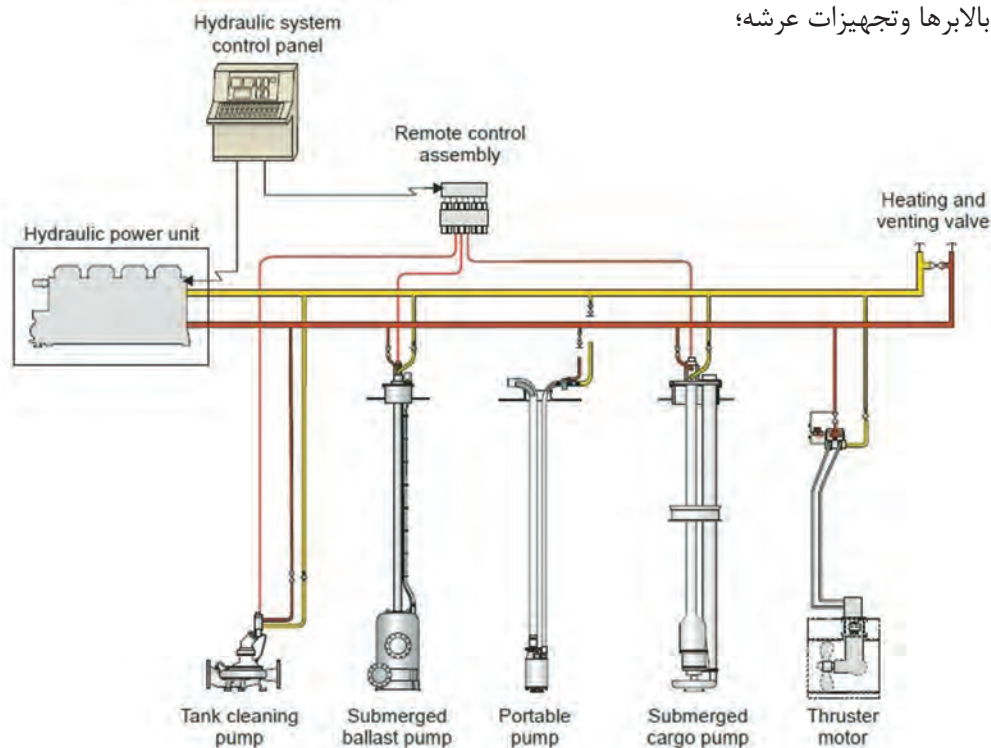 بالابرها وتجهیزات عرشه؛
Hydraulic system
control panel
Remote control
assembly
Heating and
venting valve
Hydraulic power unit
Tank cleaning
pump
Submerged
ballast pump
Portable
pump
Submerged
cargo pump
Thruster
motor